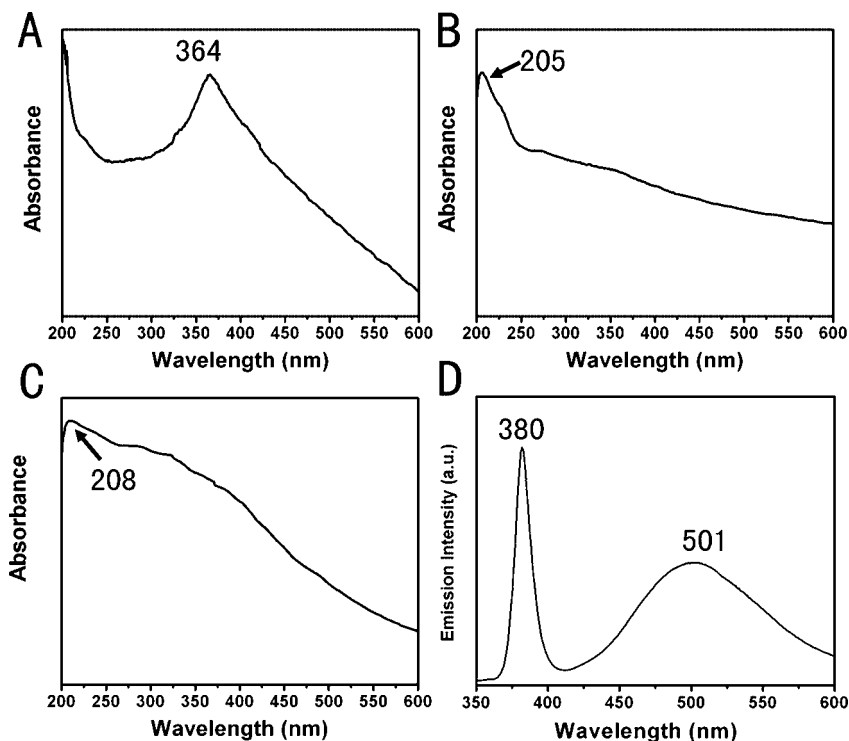 A
364
Absorbance
200 250 300 350 400 450 500 550 600
Wavelength (nm)
B
205
Absorbance
200 250 300 350 400 450 500 550 600
Wavelength (nm)
C
208
Absorbance
200 250 300 350 400 450 500 550 600
Wavelength (nm)
D
380
501
Emission Intensity (a.u.)
350 400 450 500 550 600
Wavelength (nm)